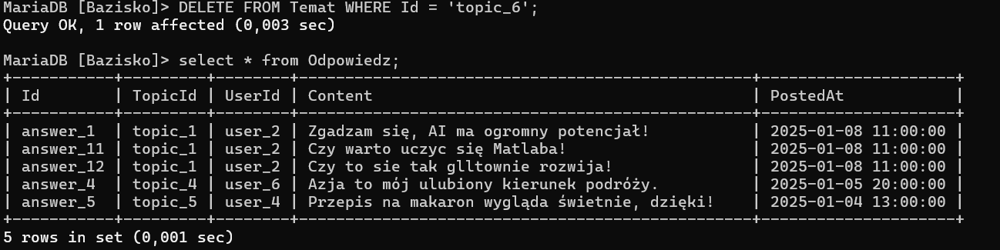 MariaDB [Bazisko]> DELETE FROM Temat WHERE Id = 'topic_6';
Query OK, 1 row affected (0,003 sec)
MariaDB [Bazisko]> select * from Odpowiedz;
+-----------+---------+--------+-------------------------------------------------+---------------------+
| Id        | TopicId | UserId | Content                                         | PostedAt            |
+-----------+---------+--------+-------------------------------------------------+---------------------+
| answer_1  | topic_1 | user_2 | Zgadzam się, AI ma ogromny potencjał!           | 2025-01-08 11:00:00 |
| answer_11 | topic_1 | user_2 | Czy warto uczyc się Matlaba!                    | 2025-01-08 11:00:00 |
| answer_12 | topic_1 | user_2 | Czy to sie tak glltownie rozwija!               | 2025-01-08 11:00:00 |
| answer_4  | topic_4 | user_6 | Azja to mój ulubiony kierunek podróży.          | 2025-01-05 20:00:00 |
| answer_5  | topic_5 | user_4 | Przepis na makaron wygląda świetnie, dzięki!    | 2025-01-04 13:00:00 |
+-----------+---------+--------+-------------------------------------------------+---------------------+
5 rows in set (0,001 sec)